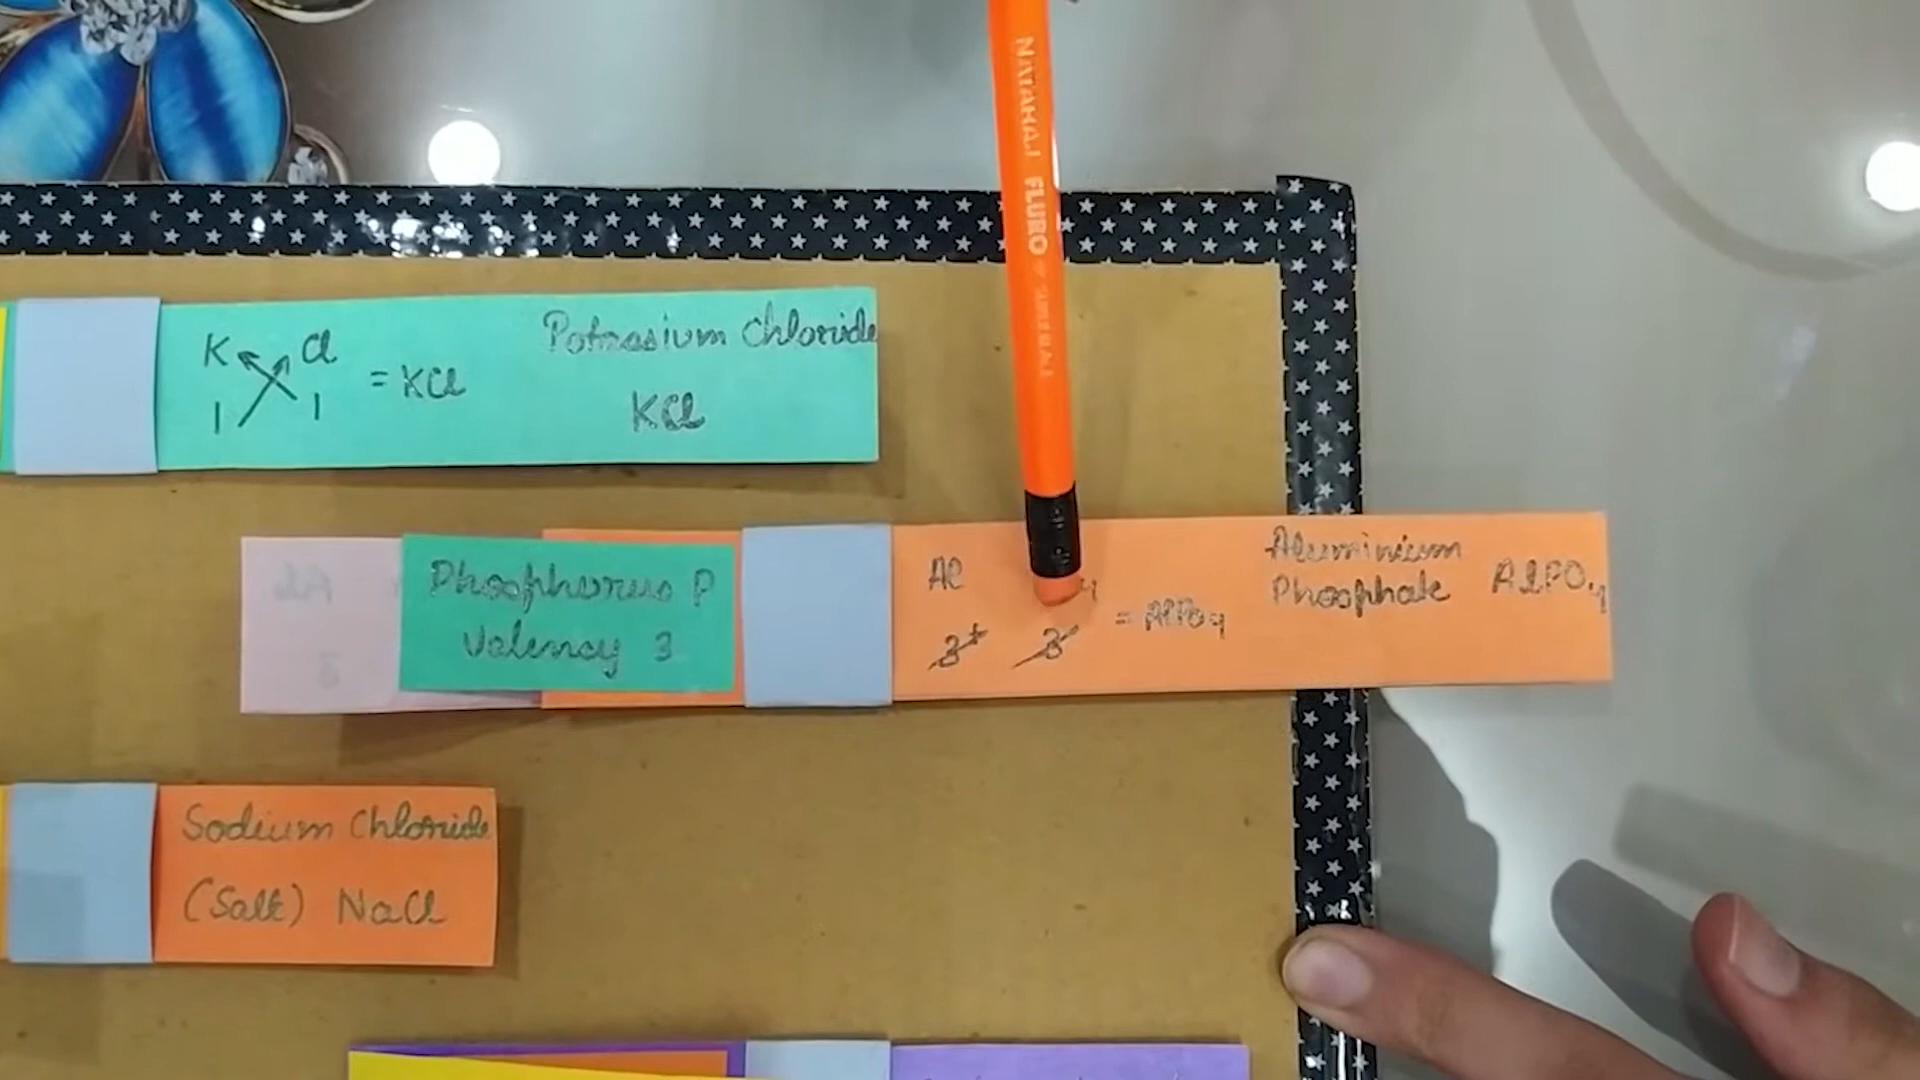 NATARAJ FLURO
K Cl
1 1
= KCl
Potassium Chloride
KCl
Phosphorus P
Valency 3
Al 4
3+ 3-
= AlPO4
Aluminium
Phosphate AlPO4
Sodium Chloride
(Salt) NaCl